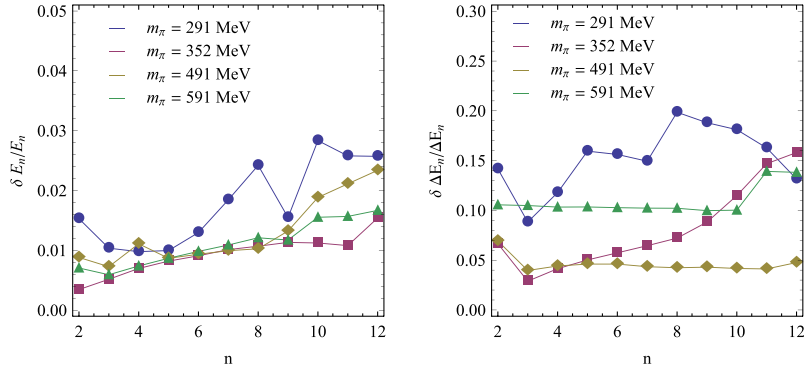 0.05
0.04
0.03
0.02
0.01
0.00
δ E_n/E_n
m_π = 291 MeV
m_π = 352 MeV
m_π = 491 MeV
m_π = 591 MeV
2 4 6 8 10 12
n
0.30
0.25
0.20
0.15
0.10
0.05
0.00
δ ΔE_n/ΔE_n
m_π = 291 MeV
m_π = 352 MeV
m_π = 491 MeV
m_π = 591 MeV
2 4 6 8 10 12
n